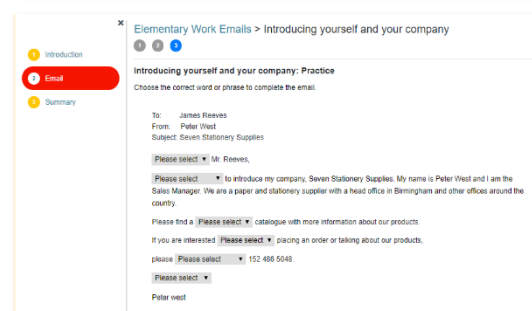 ×
Elementary Work Emails > Introducing yourself and your company
1 2 3
1 Introduction
2 Email
3 Summary
Introducing yourself and your company: Practice
Choose the correct word or phrase to complete the email.
To: James Reeves
From: Peter West
Subject: Seven Stationery Supplies
Please select ▼ Mr. Reeves,
Please select ▼ to introduce my company, Seven Stationery Supplies. My name is Peter West and I am the
Sales Manager. We are a paper and stationery supplier with a head office in Birmingham and other offices around the
country.
Please find a Please select ▼ catalogue with more information about our products.
If you are interested Please select ▼ placing an order or talking about our products,
please Please select ▼ 152 486 5048.
Please select ▼
Peter west